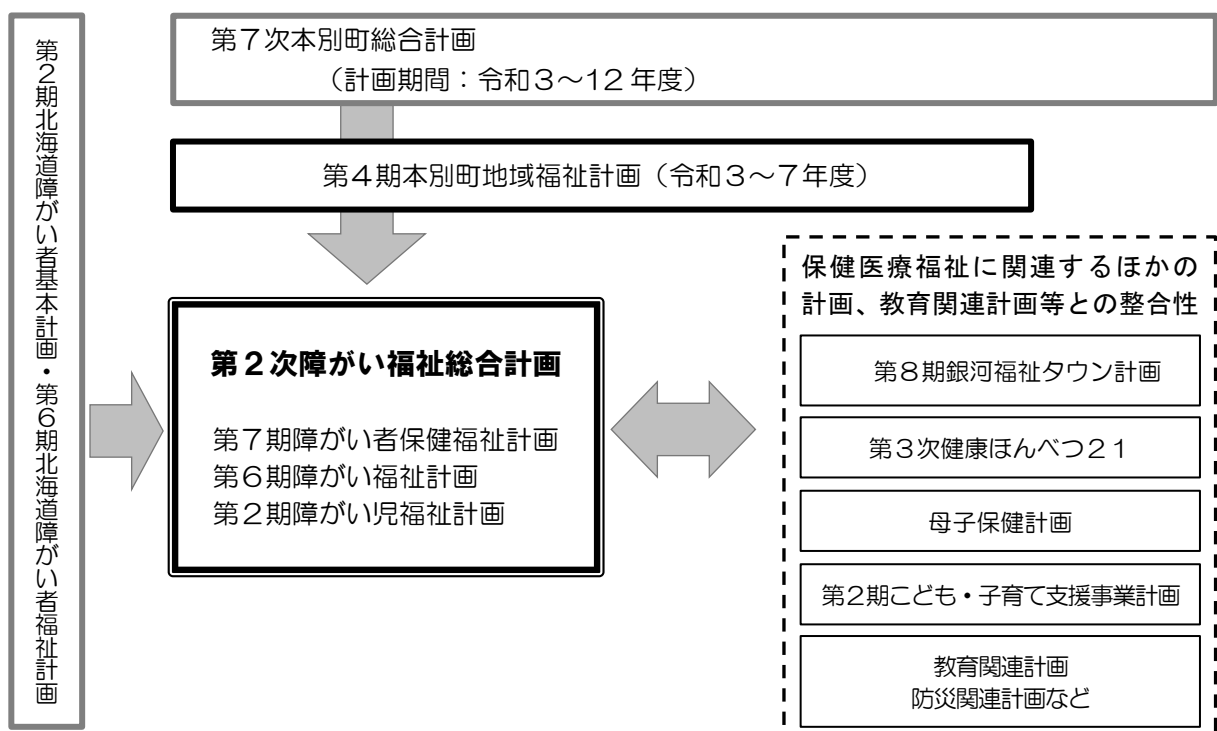 第2期北海道障がい者基本計画・第6期北海道障がい者福祉計画
第7次本別町総合計画
（計画期間：令和3～12年度）
第4期本別町地域福祉計画（令和3～7年度）
第2次障がい福祉総合計画
第7期障がい者保健福祉計画
第6期障がい福祉計画
第2期障がい児福祉計画
保健医療福祉に関連するほかの
計画、教育関連計画等との整合性
第8期銀河福祉タウン計画
第3次健康ほんべつ21
母子保健計画
第2期こども・子育て支援事業計画
教育関連計画
防災関連計画など